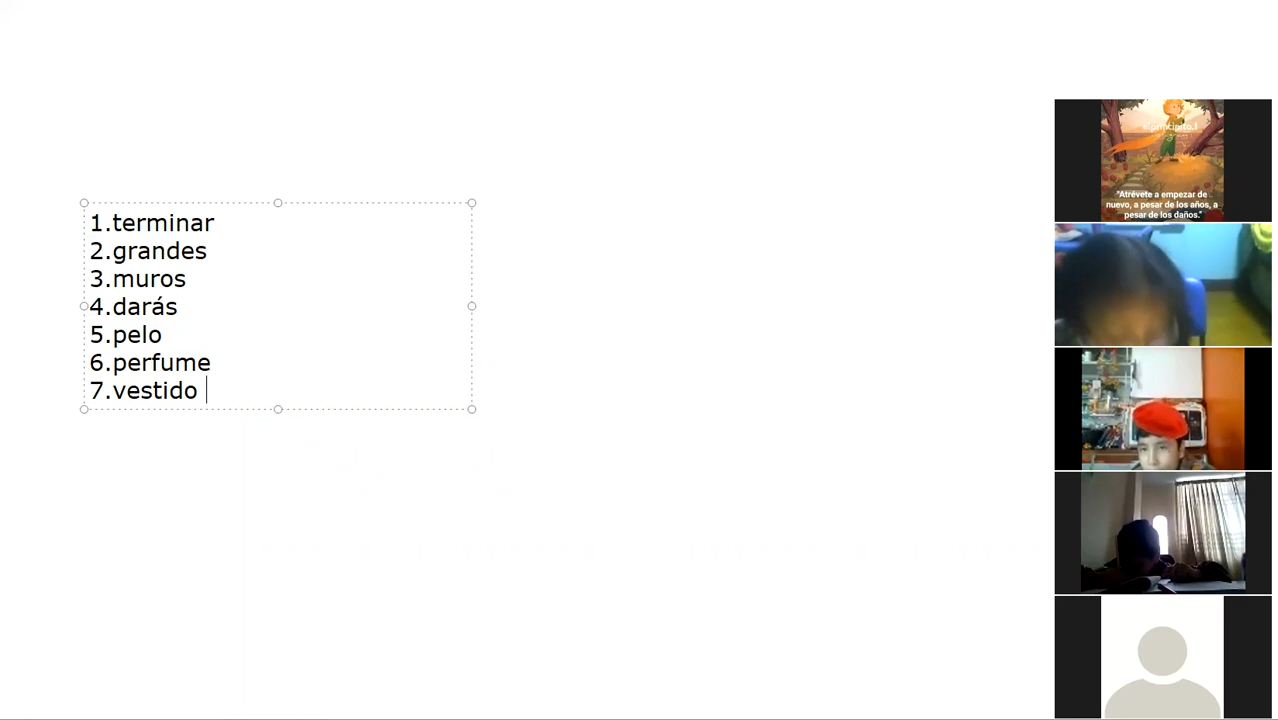 1.terminar
2.grandes
3.muros
4.darás
5.pelo
6.perfume
7.vestido
elprincipito.l
"Atrévete a empezar de
nuevo, a pesar de los años, a
pesar de los daños."